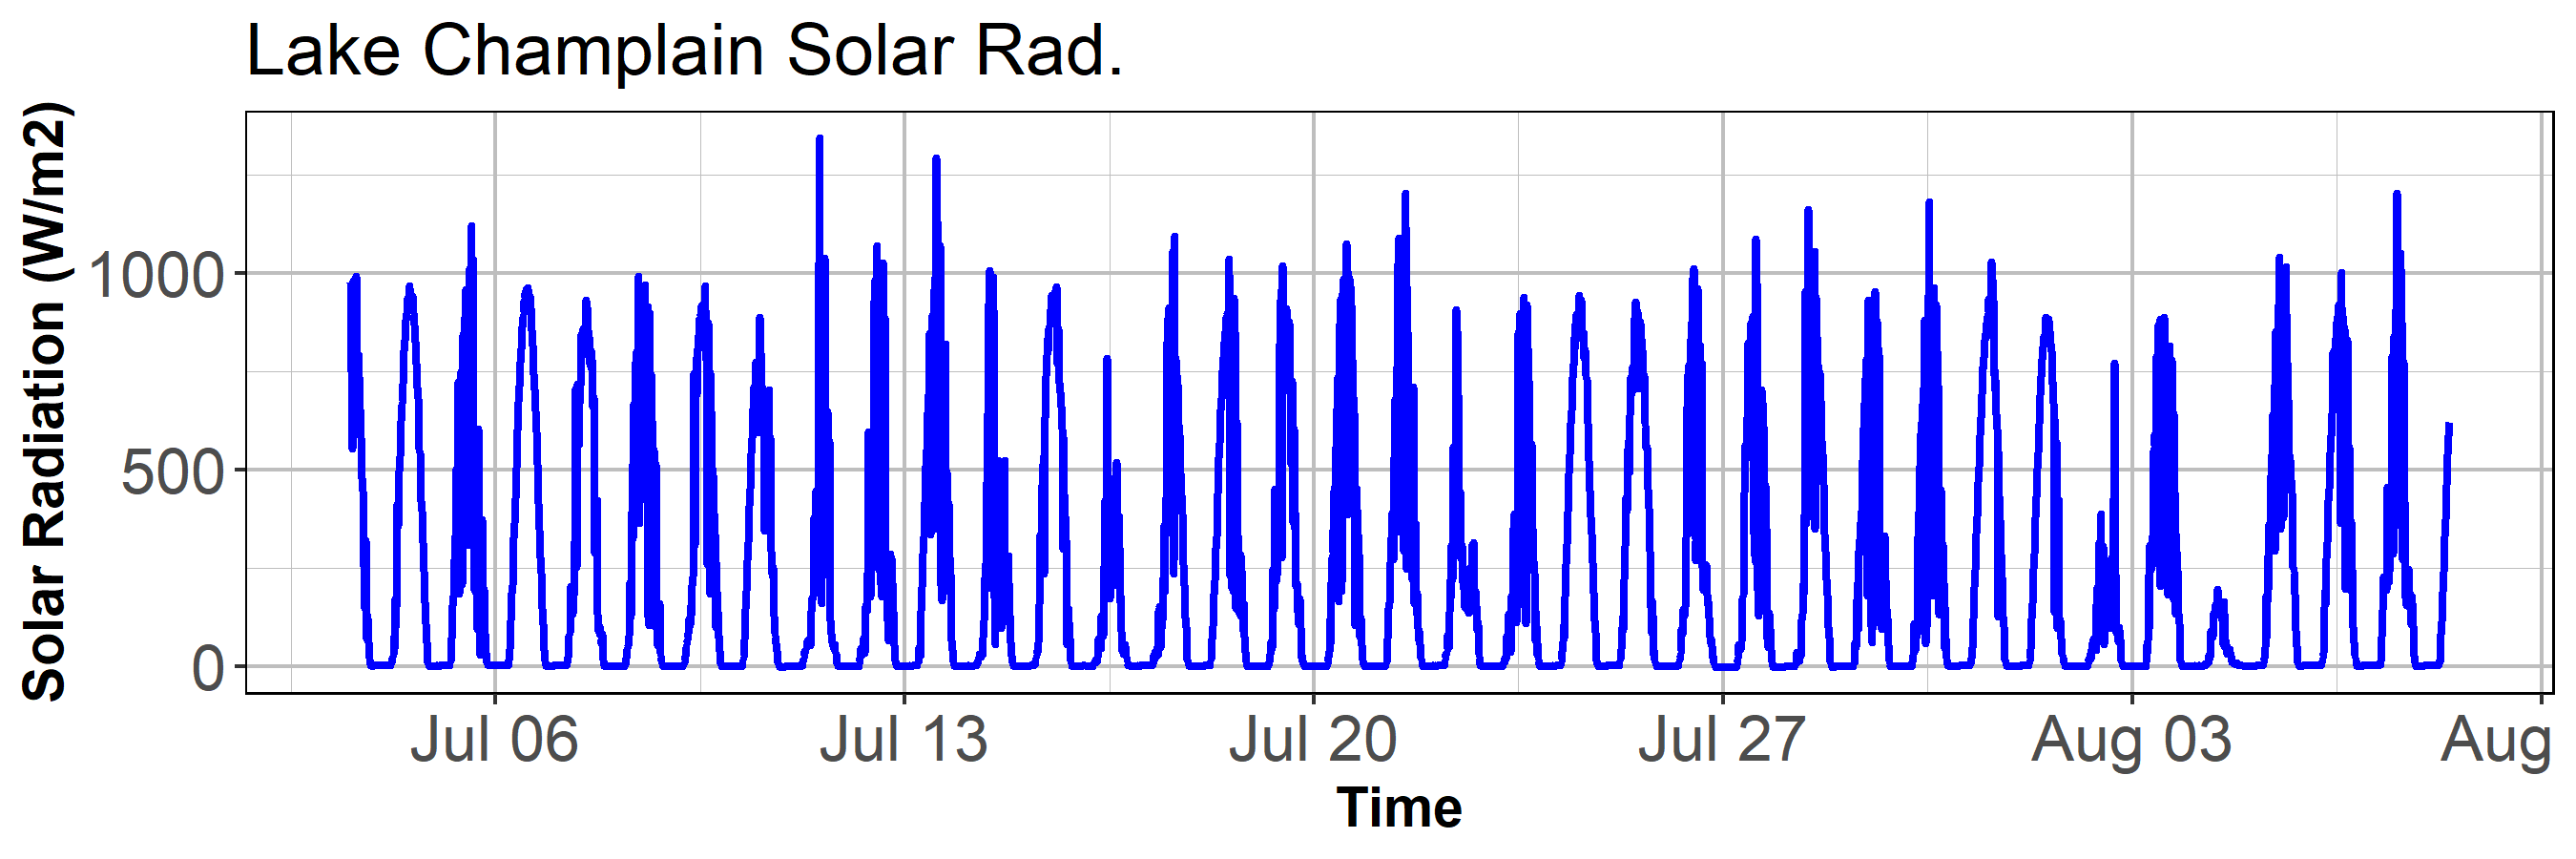 Lake Champlain Solar Rad.
Solar Radiation (W/m2)
1000
500
0
Jul 06 Jul 13 Jul 20 Jul 27 Aug 03 Aug
Time